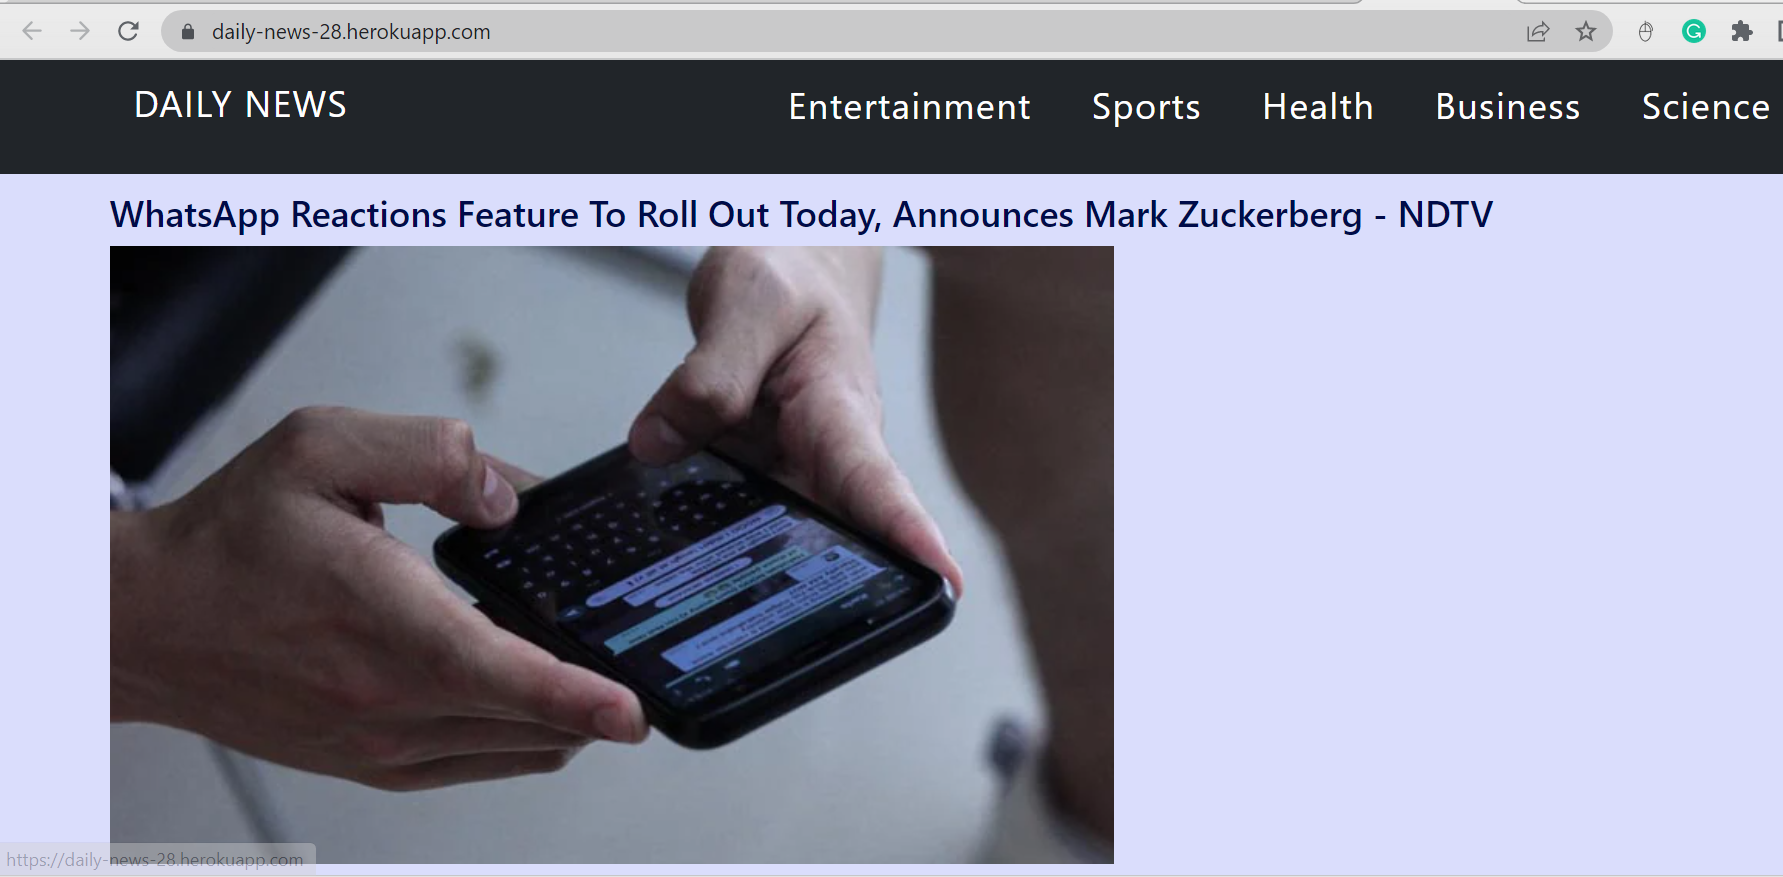 daily-news-28.herokuapp.com
DAILY NEWS
Entertainment Sports Health Business Science
WhatsApp Reactions Feature To Roll Out Today, Announces Mark Zuckerberg - NDTV
https://daily-news-28.herokuapp.com